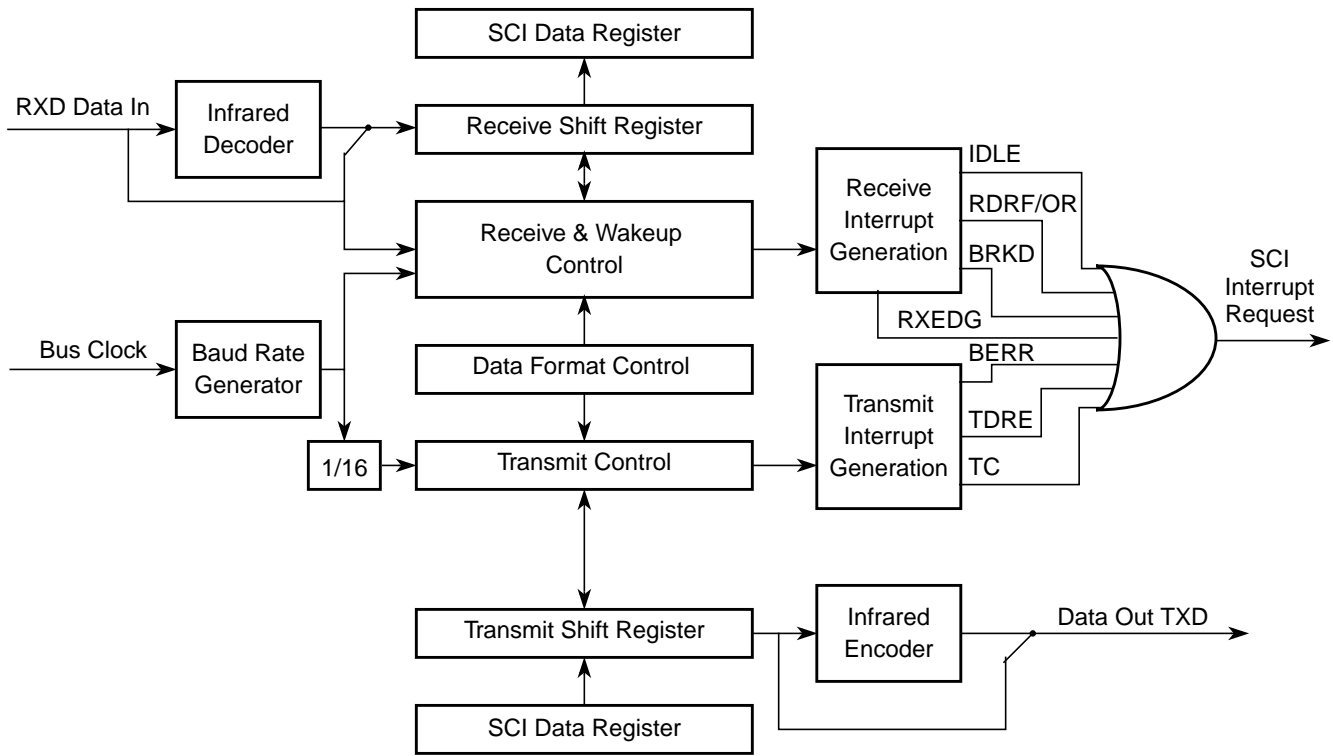 SCI Data Register
RXD Data In
Infrared
Decoder
Receive Shift Register
Receive & Wakeup
Control
Receive
Interrupt
Generation
IDLE
RDRF/OR
BRKD
RXEDG
SCI
Interrupt
Request
Bus Clock
Baud Rate
Generator
Data Format Control
BERR
Transmit
Interrupt
Generation
TDRE
TC
1/16
Transmit Control
Transmit Shift Register
Infrared
Encoder
Data Out TXD
SCI Data Register